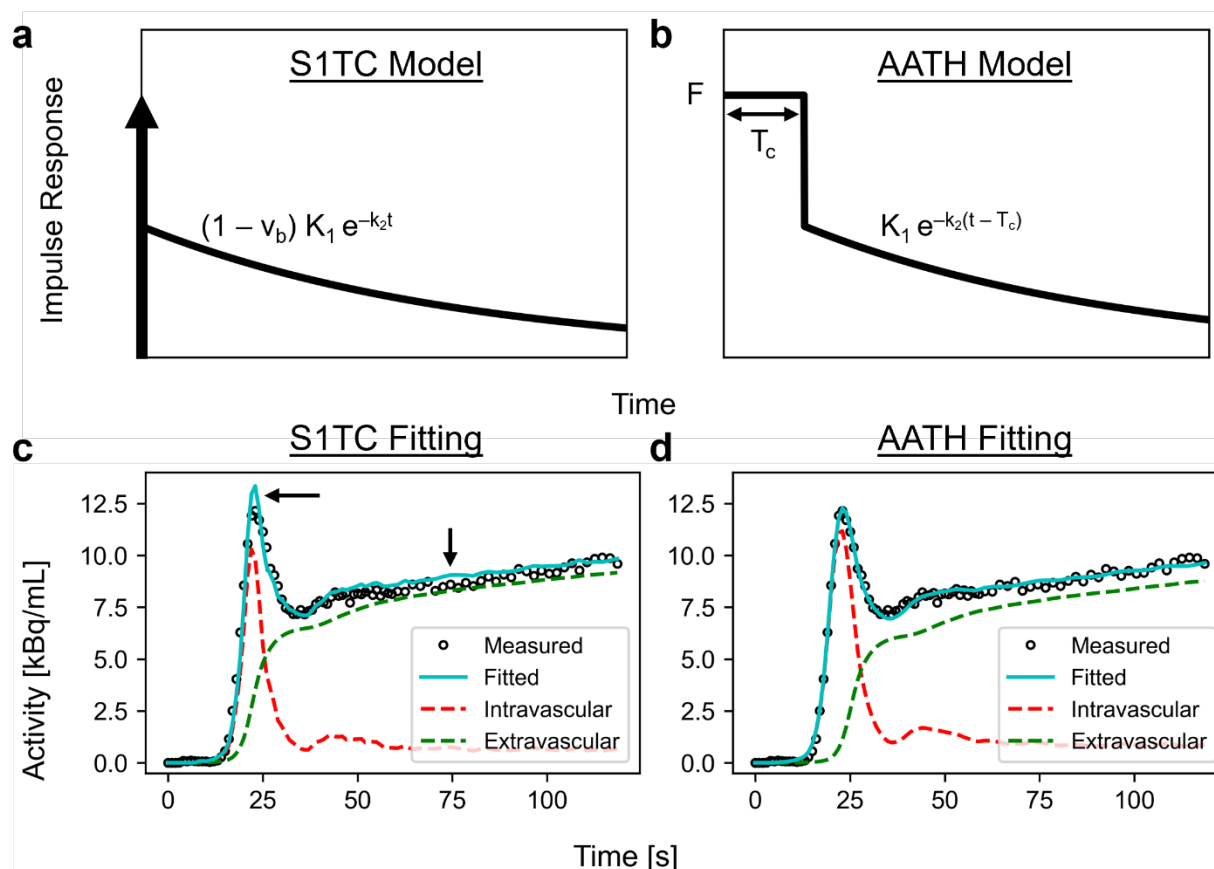 a
S1TC Model
Impulse Response
(1 – v_b) K_1 e^{–k_2t}
b
AATH Model
F
T_c
K_1 e^{–k_2(t – T_c)}
Time
c
S1TC Fitting
Activity [kBq/mL]
12.5
10.0
7.5
5.0
2.5
0.0
Measured
Fitted
Intravascular
Extravascular
0 25 50 75 100
d
AATH Fitting
12.5
10.0
7.5
5.0
2.5
0.0
Measured
Fitted
Intravascular
Extravascular
0 25 50 75 100
Time [s]